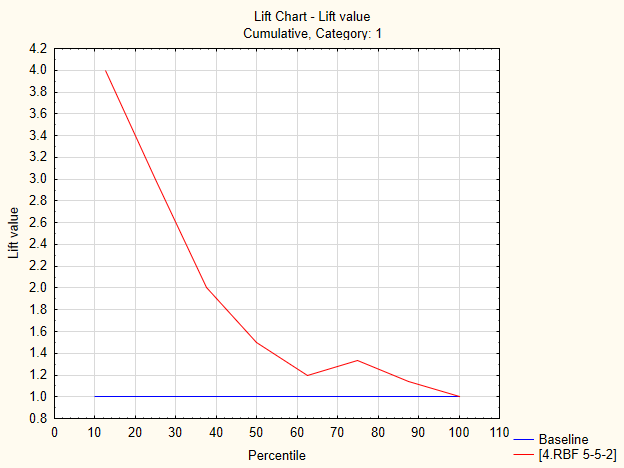 Lift Chart - Lift value
Cumulative, Category: 1
4.2
4.0
3.8
3.6
3.4
3.2
3.0
2.8
2.6
2.4
2.2
2.0
1.8
1.6
1.4
1.2
1.0
0.8
Lift value
0 10 20 30 40 50 60 70 80 90 100 110
Percentile
Baseline
[4.RBF 5-5-2]